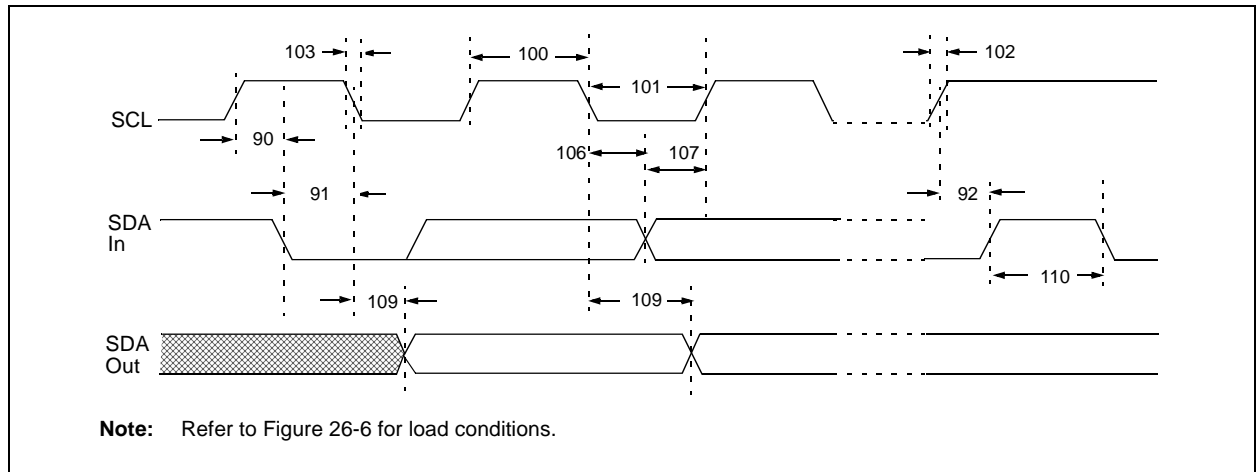 103
100
102
101
SCL
90
106
107
91
92
SDA
In
110
109
109
SDA
Out
Note: Refer to Figure 26-6 for load conditions.